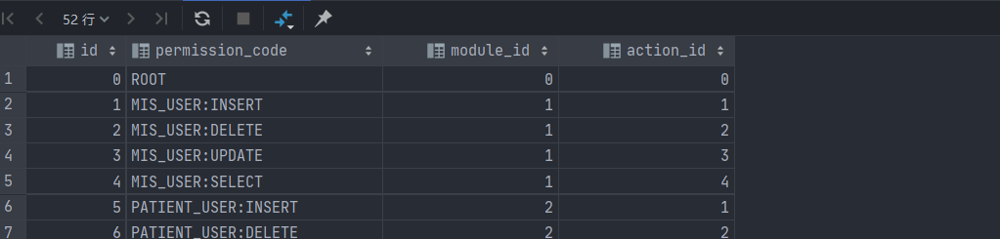 52 行
id permission_code module_id action_id
1 0 ROOT 0 0
2 1 MIS_USER:INSERT 1 1
3 2 MIS_USER:DELETE 1 2
4 3 MIS_USER:UPDATE 1 3
5 4 MIS_USER:SELECT 1 4
6 5 PATIENT_USER:INSERT 2 1
7 6 PATIENT_USER:DELETE 2 2